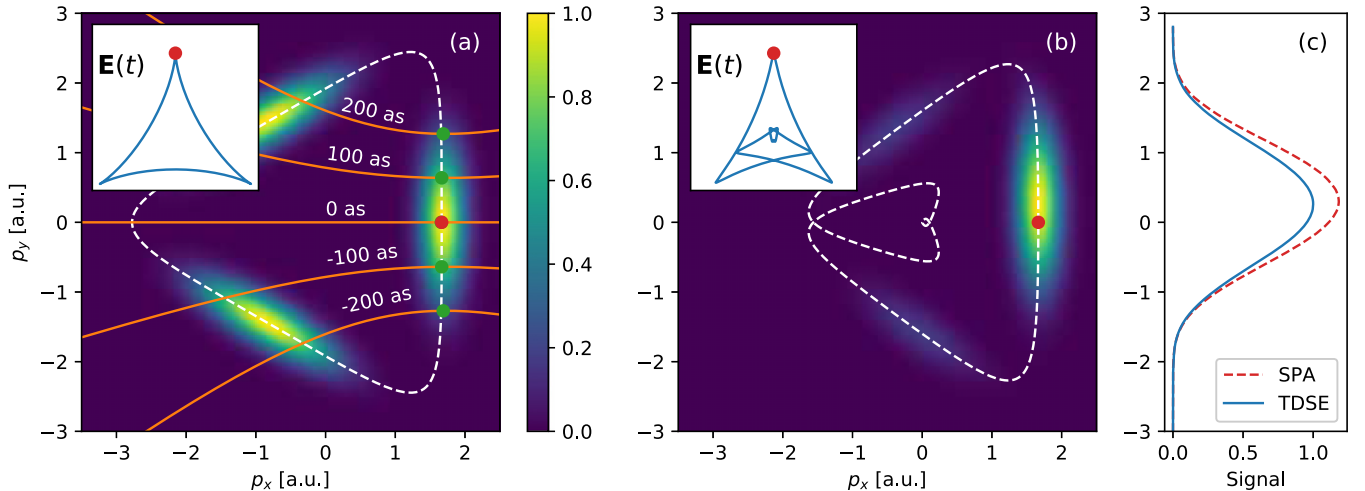 3
2
1
0
−1
−2
−3
−3
−2
−1
0
1
2
p_y [a.u.]
p_x [a.u.]
E(t)
(a)
200 as
100 as
0 as
-100 as
-200 as
1.0
0.8
0.6
0.4
0.2
0.0
3
2
1
0
−1
−2
−3
−3
−2
−1
0
1
2
p_x [a.u.]
E(t)
(b)
3
2
1
0
−1
−2
−3
0.0
0.5
1.0
Signal
(c)
SPA
TDSE